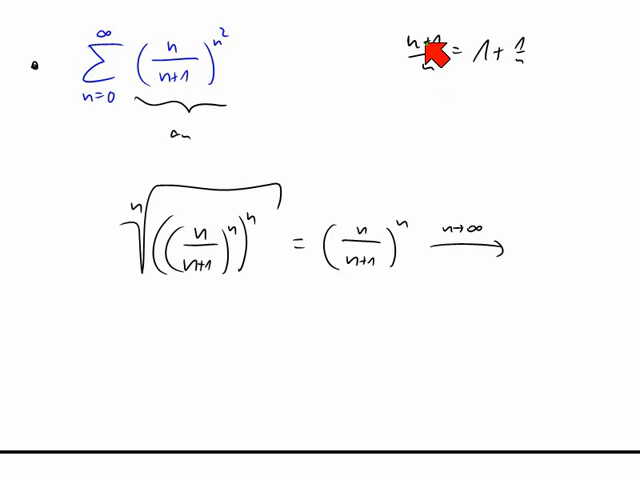 ∑_{n=0}^{∞} (n/(n+1))^{n²}
a_n
(n+1)/n = 1 + 1/n
ⁿ√(((n/(n+1))^n)^n) = (n/(n+1))^n →^{n→∞}